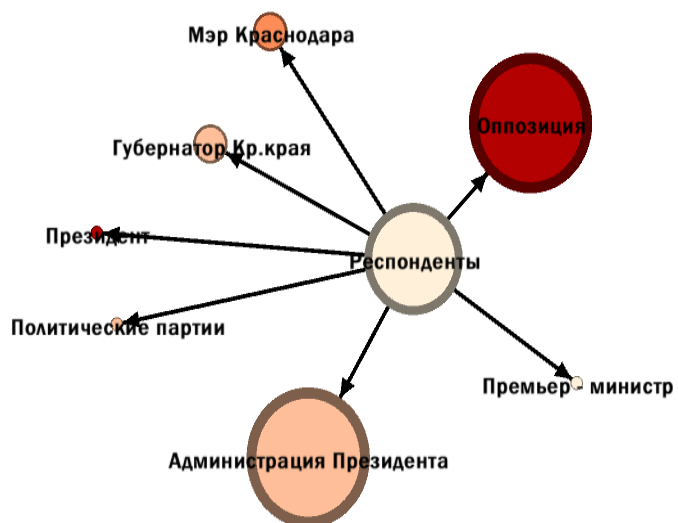 Мэр Краснодара
Оппозиция
Губернатор Кр.края
Президент
Респонденты
Политические партии
Премьер - министр
Администрация Президента